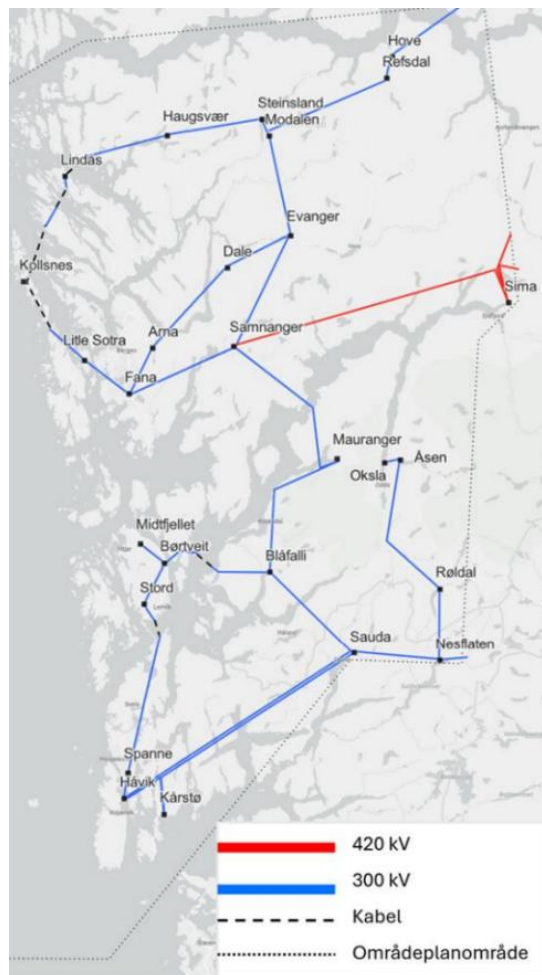 Hove
Refsdal
Steinsland
Haugsvær
Modalen
Lindås
Evanger
Dale
Kollsnes
Sima
Litle Sotra
Arna
Samnanger
Fana
Mauranger
Åsen
Oksla
Midtfjellet
Børtveit
Blåfalli
Stord
Røldal
Sauda
Nesflaten
Spanne
Håvik
Kårstø
420 kV
300 kV
Kabel
Områdeplanområde